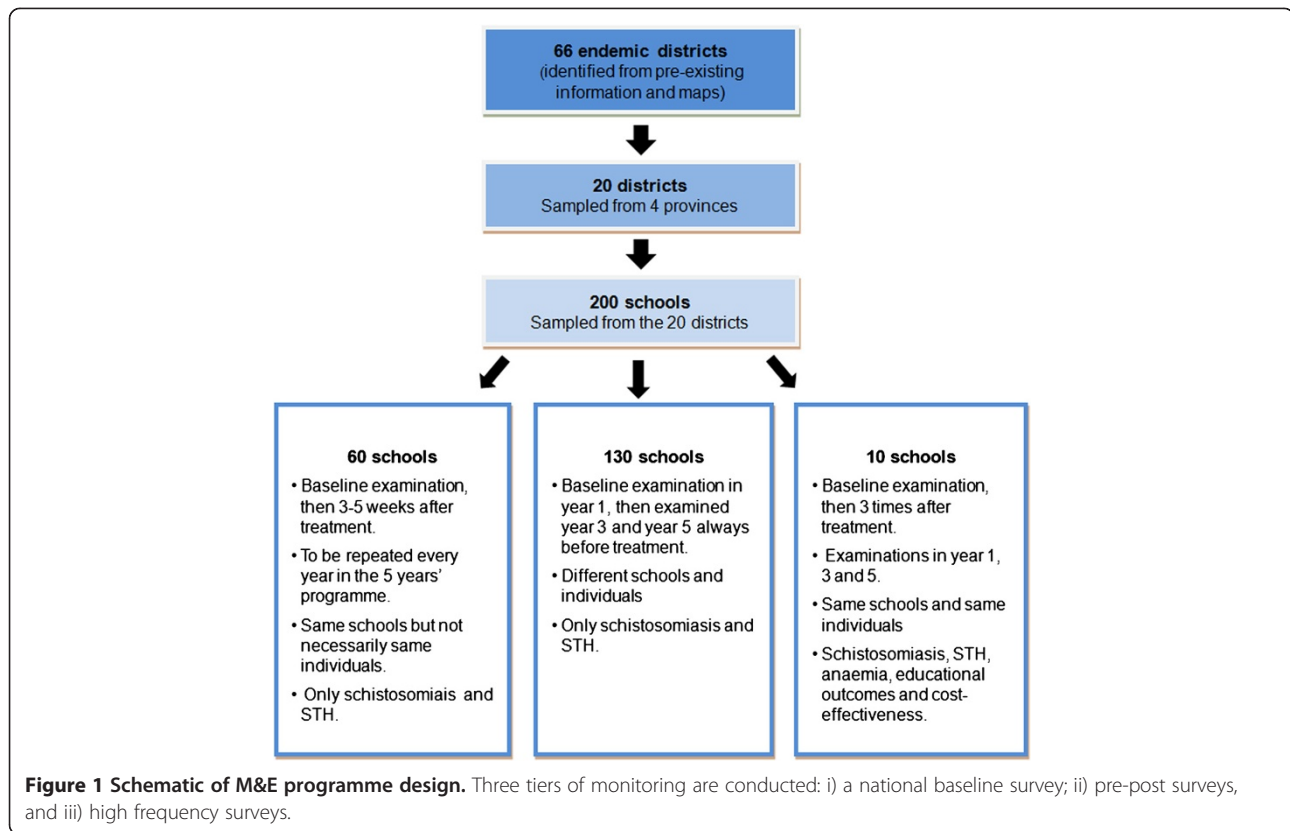 66 endemic districts
(identified from pre-existing
information and maps)
20 districts
Sampled from 4 provinces
200 schools
Sampled from the 20 districts
60 schools
• Baseline examination,
then 3-5 weeks after
treatment.
• To be repeated every
year in the 5 years’
programme.
• Same schools but not
necessarily same
individuals.
• Only schistosomiais and
STH.
130 schools
• Baseline examination in
year 1, then examined
year 3 and year 5 always
before treatment.
• Different schools and
individuals
• Only schistosomiasis and
STH.
10 schools
• Baseline examination,
then 3 times after
treatment.
• Examinations in year 1,
3 and 5.
• Same schools and same
individuals
• Schistosomiasis, STH,
anaemia, educational
outcomes and cost-
effectiveness.
Figure 1 Schematic of M&E programme design. Three tiers of monitoring are conducted: i) a national baseline survey; ii) pre-post surveys,
and iii) high frequency surveys.